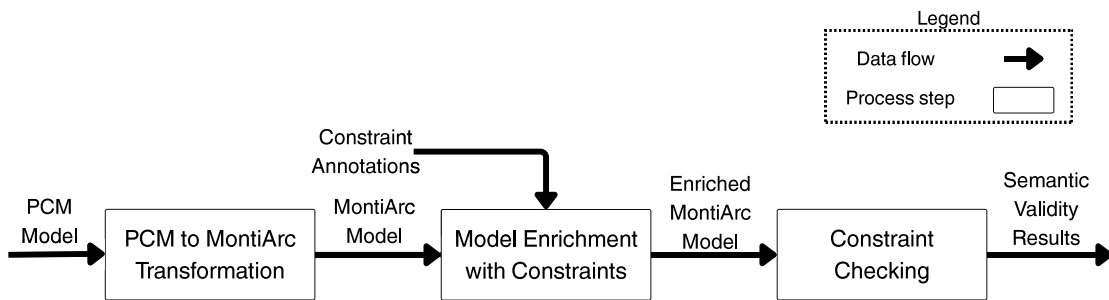 Legend
Data flow
Process step
Constraint
Annotations
PCM
Model
PCM to MontiArc
Transformation
MontiArc
Model
Model Enrichment
with Constraints
Enriched
MontiArc
Model
Constraint
Checking
Semantic
Validity
Results